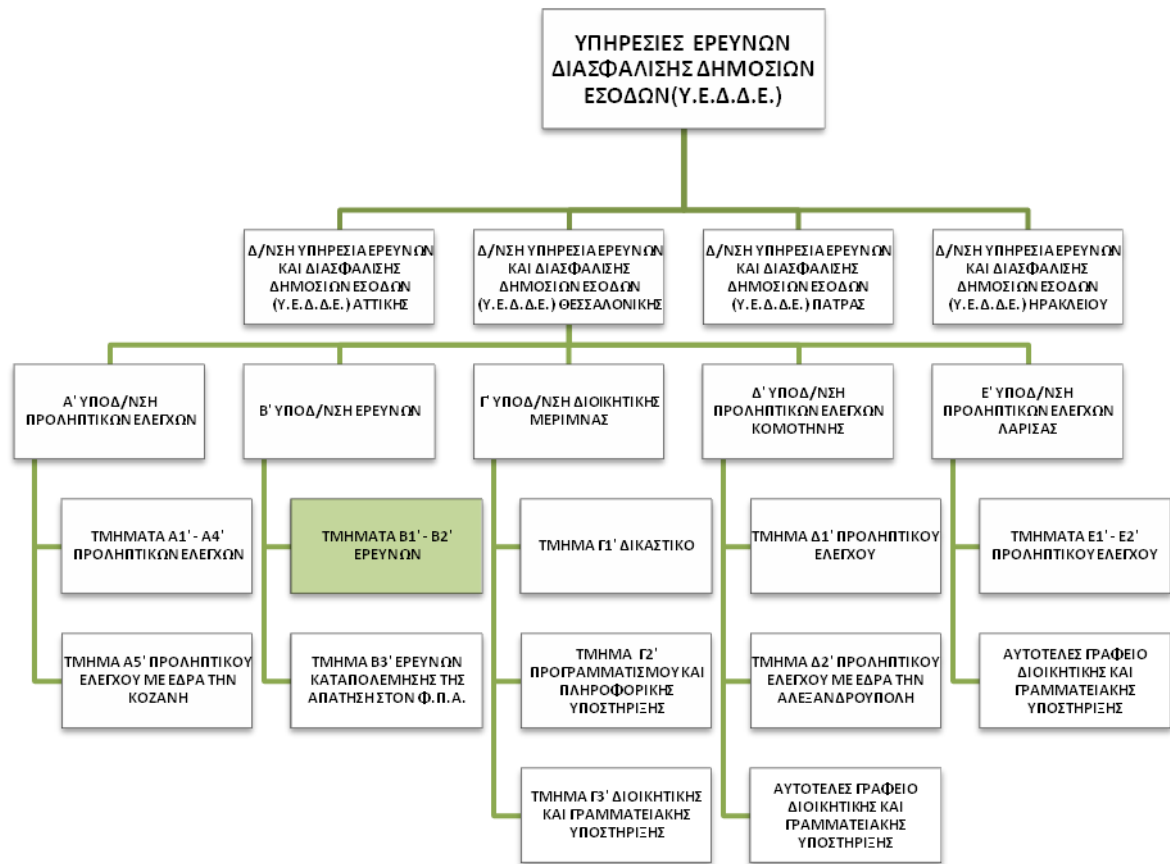 ΥΠΗΡΕΣΙΕΣ ΕΡΕΥΝΩΝ
ΔΙΑΣΦΑΛΙΣΗΣ ΔΗΜΟΣΙΩΝ
ΕΣΟΔΩΝ(Υ.Ε.Δ.Δ.Ε.)
Δ/ΝΣΗ ΥΠΗΡΕΣΙΑ ΕΡΕΥΝΩΝ
ΚΑΙ ΔΙΑΣΦΑΛΙΣΗΣ
ΔΗΜΟΣΙΩΝ ΕΣΟΔΩΝ
(Υ.Ε.Δ.Δ.Ε.) ΑΤΤΙΚΗΣ
Δ/ΝΣΗ ΥΠΗΡΕΣΙΑ ΕΡΕΥΝΩΝ
ΚΑΙ ΔΙΑΣΦΑΛΙΣΗΣ
ΔΗΜΟΣΙΩΝ ΕΣΟΔΩΝ
(Υ.Ε.Δ.Δ.Ε.) ΘΕΣΣΑΛΟΝΙΚΗΣ
Δ/ΝΣΗ ΥΠΗΡΕΣΙΑ ΕΡΕΥΝΩΝ
ΚΑΙ ΔΙΑΣΦΑΛΙΣΗΣ
ΔΗΜΟΣΙΩΝ ΕΣΟΔΩΝ
(Υ.Ε.Δ.Δ.Ε.) ΠΑΤΡΑΣ
Δ/ΝΣΗ ΥΠΗΡΕΣΙΑ ΕΡΕΥΝΩΝ
ΚΑΙ ΔΙΑΣΦΑΛΙΣΗΣ
ΔΗΜΟΣΙΩΝ ΕΣΟΔΩΝ
(Υ.Ε.Δ.Δ.Ε.) ΗΡΑΚΛΕΙΟΥ
Α' ΥΠΟΔ/ΝΣΗ
ΠΡΟΛΗΠΤΙΚΩΝ ΕΛΕΓΧΩΝ
Β' ΥΠΟΔ/ΝΣΗ ΕΡΕΥΝΩΝ
Γ' ΥΠΟΔ/ΝΣΗ ΔΙΟΙΚΗΤΙΚΗΣ
ΜΕΡΙΜΝΑΣ
Δ' ΥΠΟΔ/ΝΣΗ
ΠΡΟΛΗΠΤΙΚΩΝ ΕΛΕΓΧΩΝ
ΚΟΜΟΤΗΝΗΣ
Ε' ΥΠΟΔ/ΝΣΗ
ΠΡΟΛΗΠΤΙΚΩΝ ΕΛΕΓΧΩΝ
ΛΑΡΙΣΑΣ
ΤΜΗΜΑΤΑ Α1' - Α4'
ΠΡΟΛΗΠΤΙΚΩΝ ΕΛΕΓΧΩΝ
ΤΜΗΜΑΤΑ Β1' - Β2'
ΕΡΕΥΝΩΝ
ΤΜΗΜΑ Γ1' ΔΙΚΑΣΤΙΚΟ
ΤΜΗΜΑ Δ1' ΠΡΟΛΗΠΤΙΚΟΥ
ΕΛΕΓΧΟΥ
ΤΜΗΜΑΤΑ Ε1' - Ε2'
ΠΡΟΛΗΠΤΙΚΟΥ ΕΛΕΓΧΟΥ
ΤΜΗΜΑ Α5' ΠΡΟΛΗΠΤΙΚΟΥ
ΕΛΕΓΧΟΥ ΜΕ ΕΔΡΑ ΤΗΝ
ΚΟΖΑΝΗ
ΤΜΗΜΑ Β3' ΕΡΕΥΝΩΝ
ΚΑΤΑΠΟΛΕΜΗΣΗΣ ΤΗΣ
ΑΠΑΤΗΣΗ ΣΤΟΝ Φ.Π.Α.
ΤΜΗΜΑ Γ2'
ΠΡΟΓΡΑΜΜΑΤΙΣΜΟΥ ΚΑΙ
ΠΛΗΡΟΦΟΡΙΚΗΣ
ΥΠΟΣΤΗΡΙΞΗΣ
ΤΜΗΜΑ Δ2' ΠΡΟΛΗΠΤΙΚΟΥ
ΕΛΕΓΧΟΥ ΜΕ ΕΔΡΑ ΤΗΝ
ΑΛΕΞΑΝΔΡΟΥΠΟΛΗ
ΑΥΤΟΤΕΛΕΣ ΓΡΑΦΕΙΟ
ΔΙΟΙΚΗΤΙΚΗΣ ΚΑΙ
ΓΡΑΜΜΑΤΕΙΑΚΗΣ
ΥΠΟΣΤΗΡΙΞΗΣ
ΤΜΗΜΑ Γ3' ΔΙΟΙΚΗΤΙΚΗΣ
ΚΑΙ ΓΡΑΜΜΑΤΕΙΑΚΗΣ
ΥΠΟΣΤΗΡΙΞΗΣ
ΑΥΤΟΤΕΛΕΣ ΓΡΑΦΕΙΟ
ΔΙΟΙΚΗΤΙΚΗΣ ΚΑΙ
ΓΡΑΜΜΑΤΕΙΑΚΗΣ
ΥΠΟΣΤΗΡΙΞΗΣ